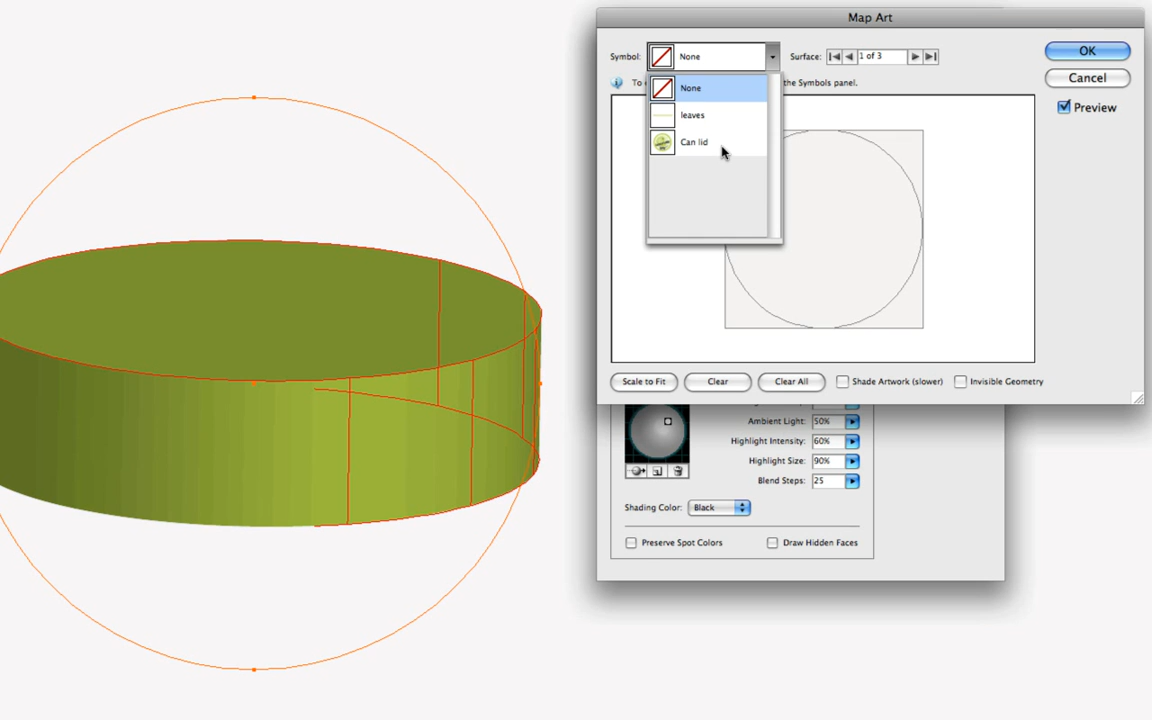 Map Art
Symbol: None Surface: 1 of 3
OK
To the Symbols panel.
Cancel
None
Preview
leaves
Can lid
Scale to Fit Clear Clear All Shade Artwork (slower) Invisible Geometry
Ambient Light: 50%
Highlight Intensity: 60%
Highlight Size: 90%
Blend Steps: 25
Shading Color: Black
Preserve Spot Colors Draw Hidden Faces